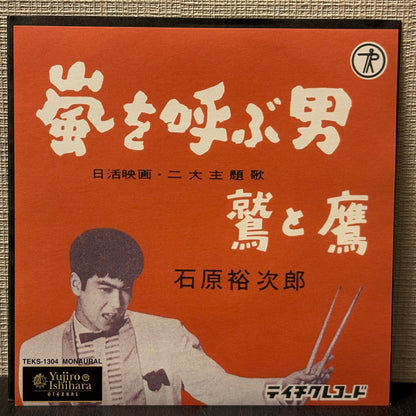 嵐を呼ぶ男
日活映画・二大主題歌
鷲と鷹
石原裕次郎
TEKS-1304 MONAURAL
Yujiro
Ishihara
eternal
テイチクレコード